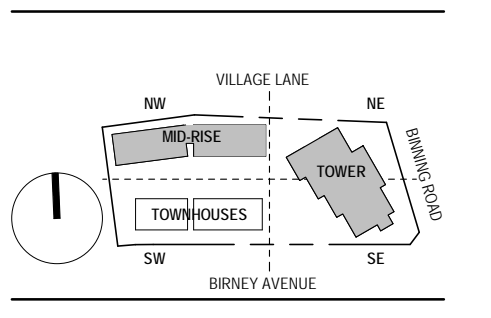 VILLAGE LANE
NW
NE
MID-RISE
BINNING ROAD
TOWER
TOWNHOUSES
SW
SE
BIRNEY AVENUE